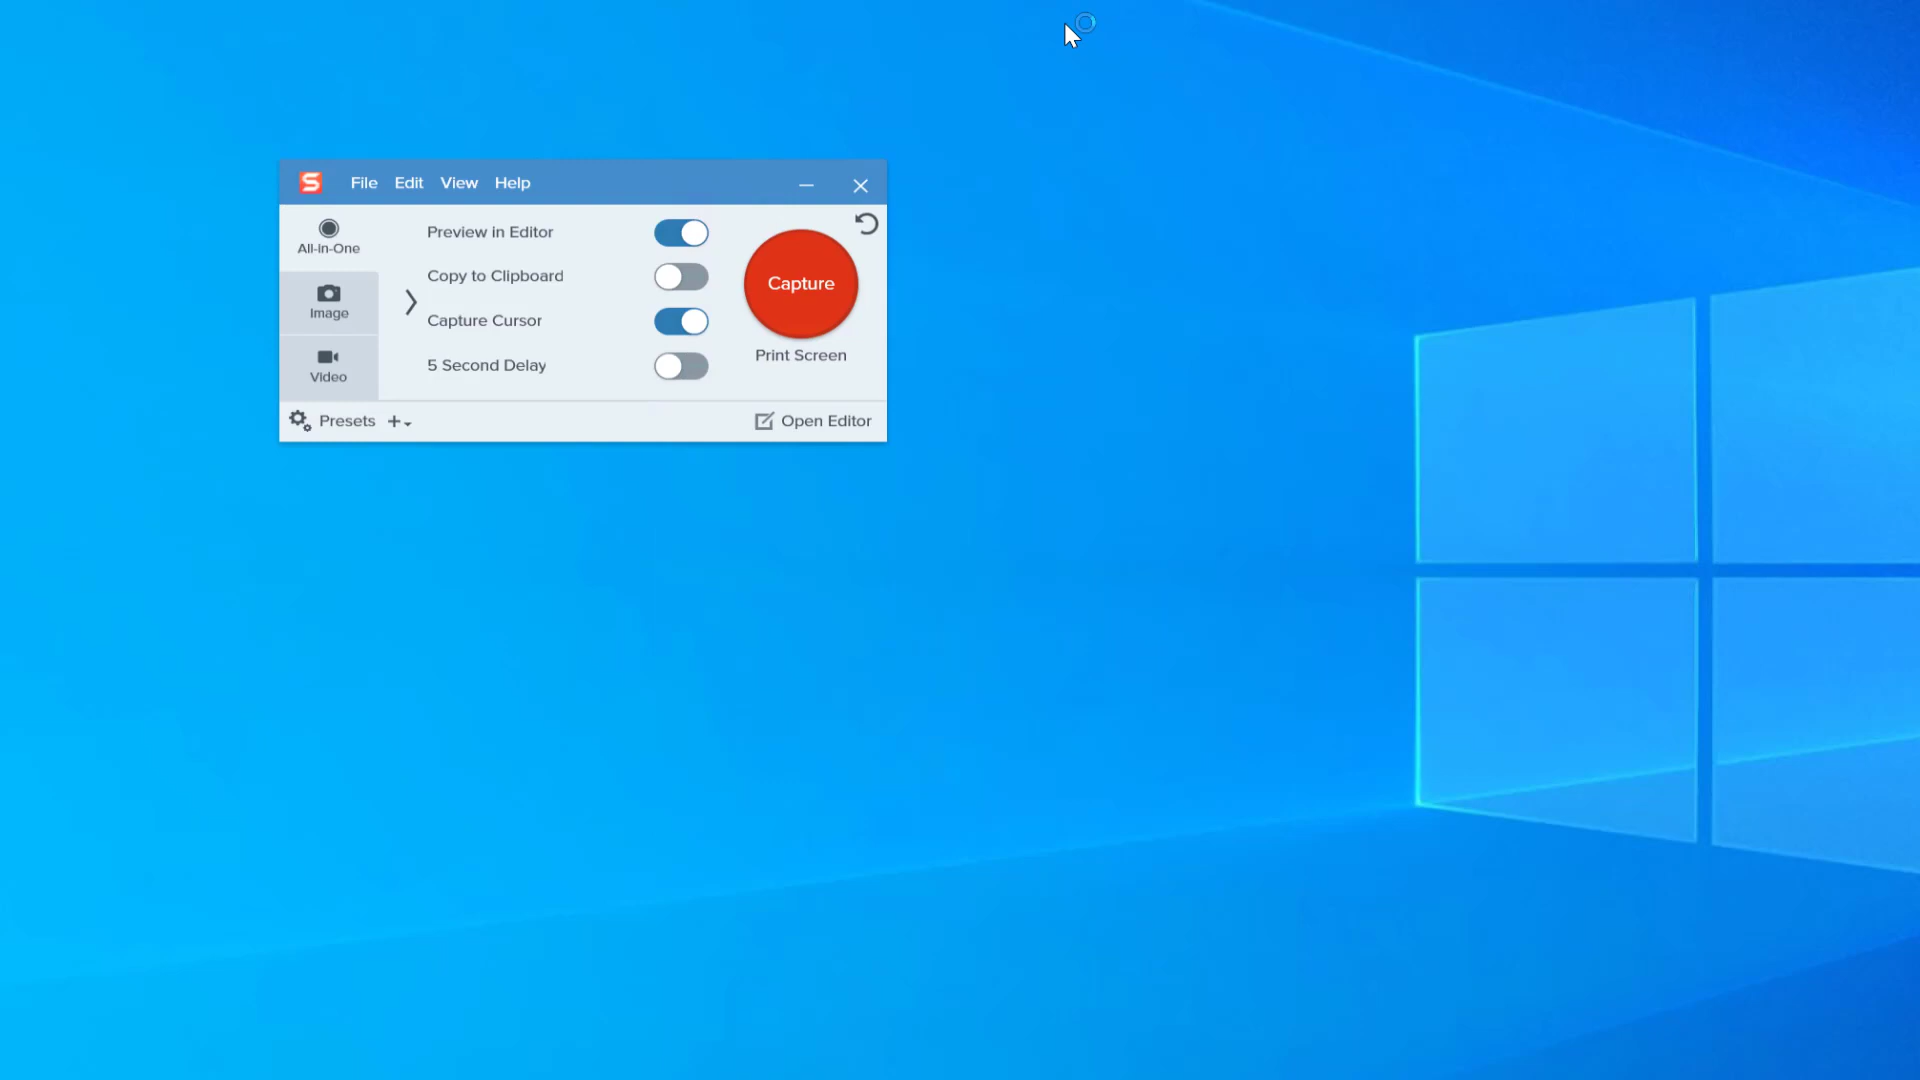 File Edit View Help
All-in-One
Image
Video
Preview in Editor
Copy to Clipboard
Capture Cursor
5 Second Delay
Capture
Print Screen
Presets
Open Editor